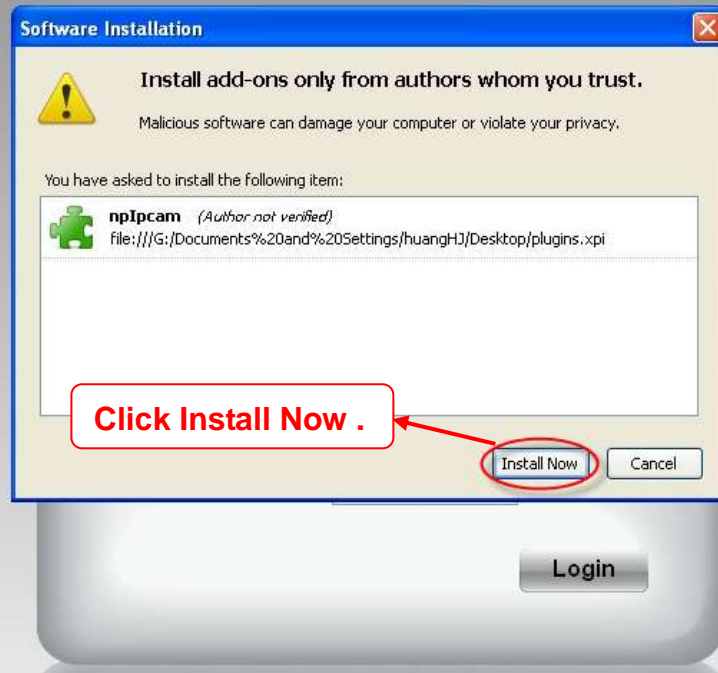 Software Installation
Install add-ons only from authors whom you trust.
Malicious software can damage your computer or violate your privacy.
You have asked to install the following item:
npIpcam (Author not verified)
file:///G:/Documents%20and%20Settings/huangHJ/Desktop/plugins.xpi
Click Install Now .
Install Now Cancel
Login